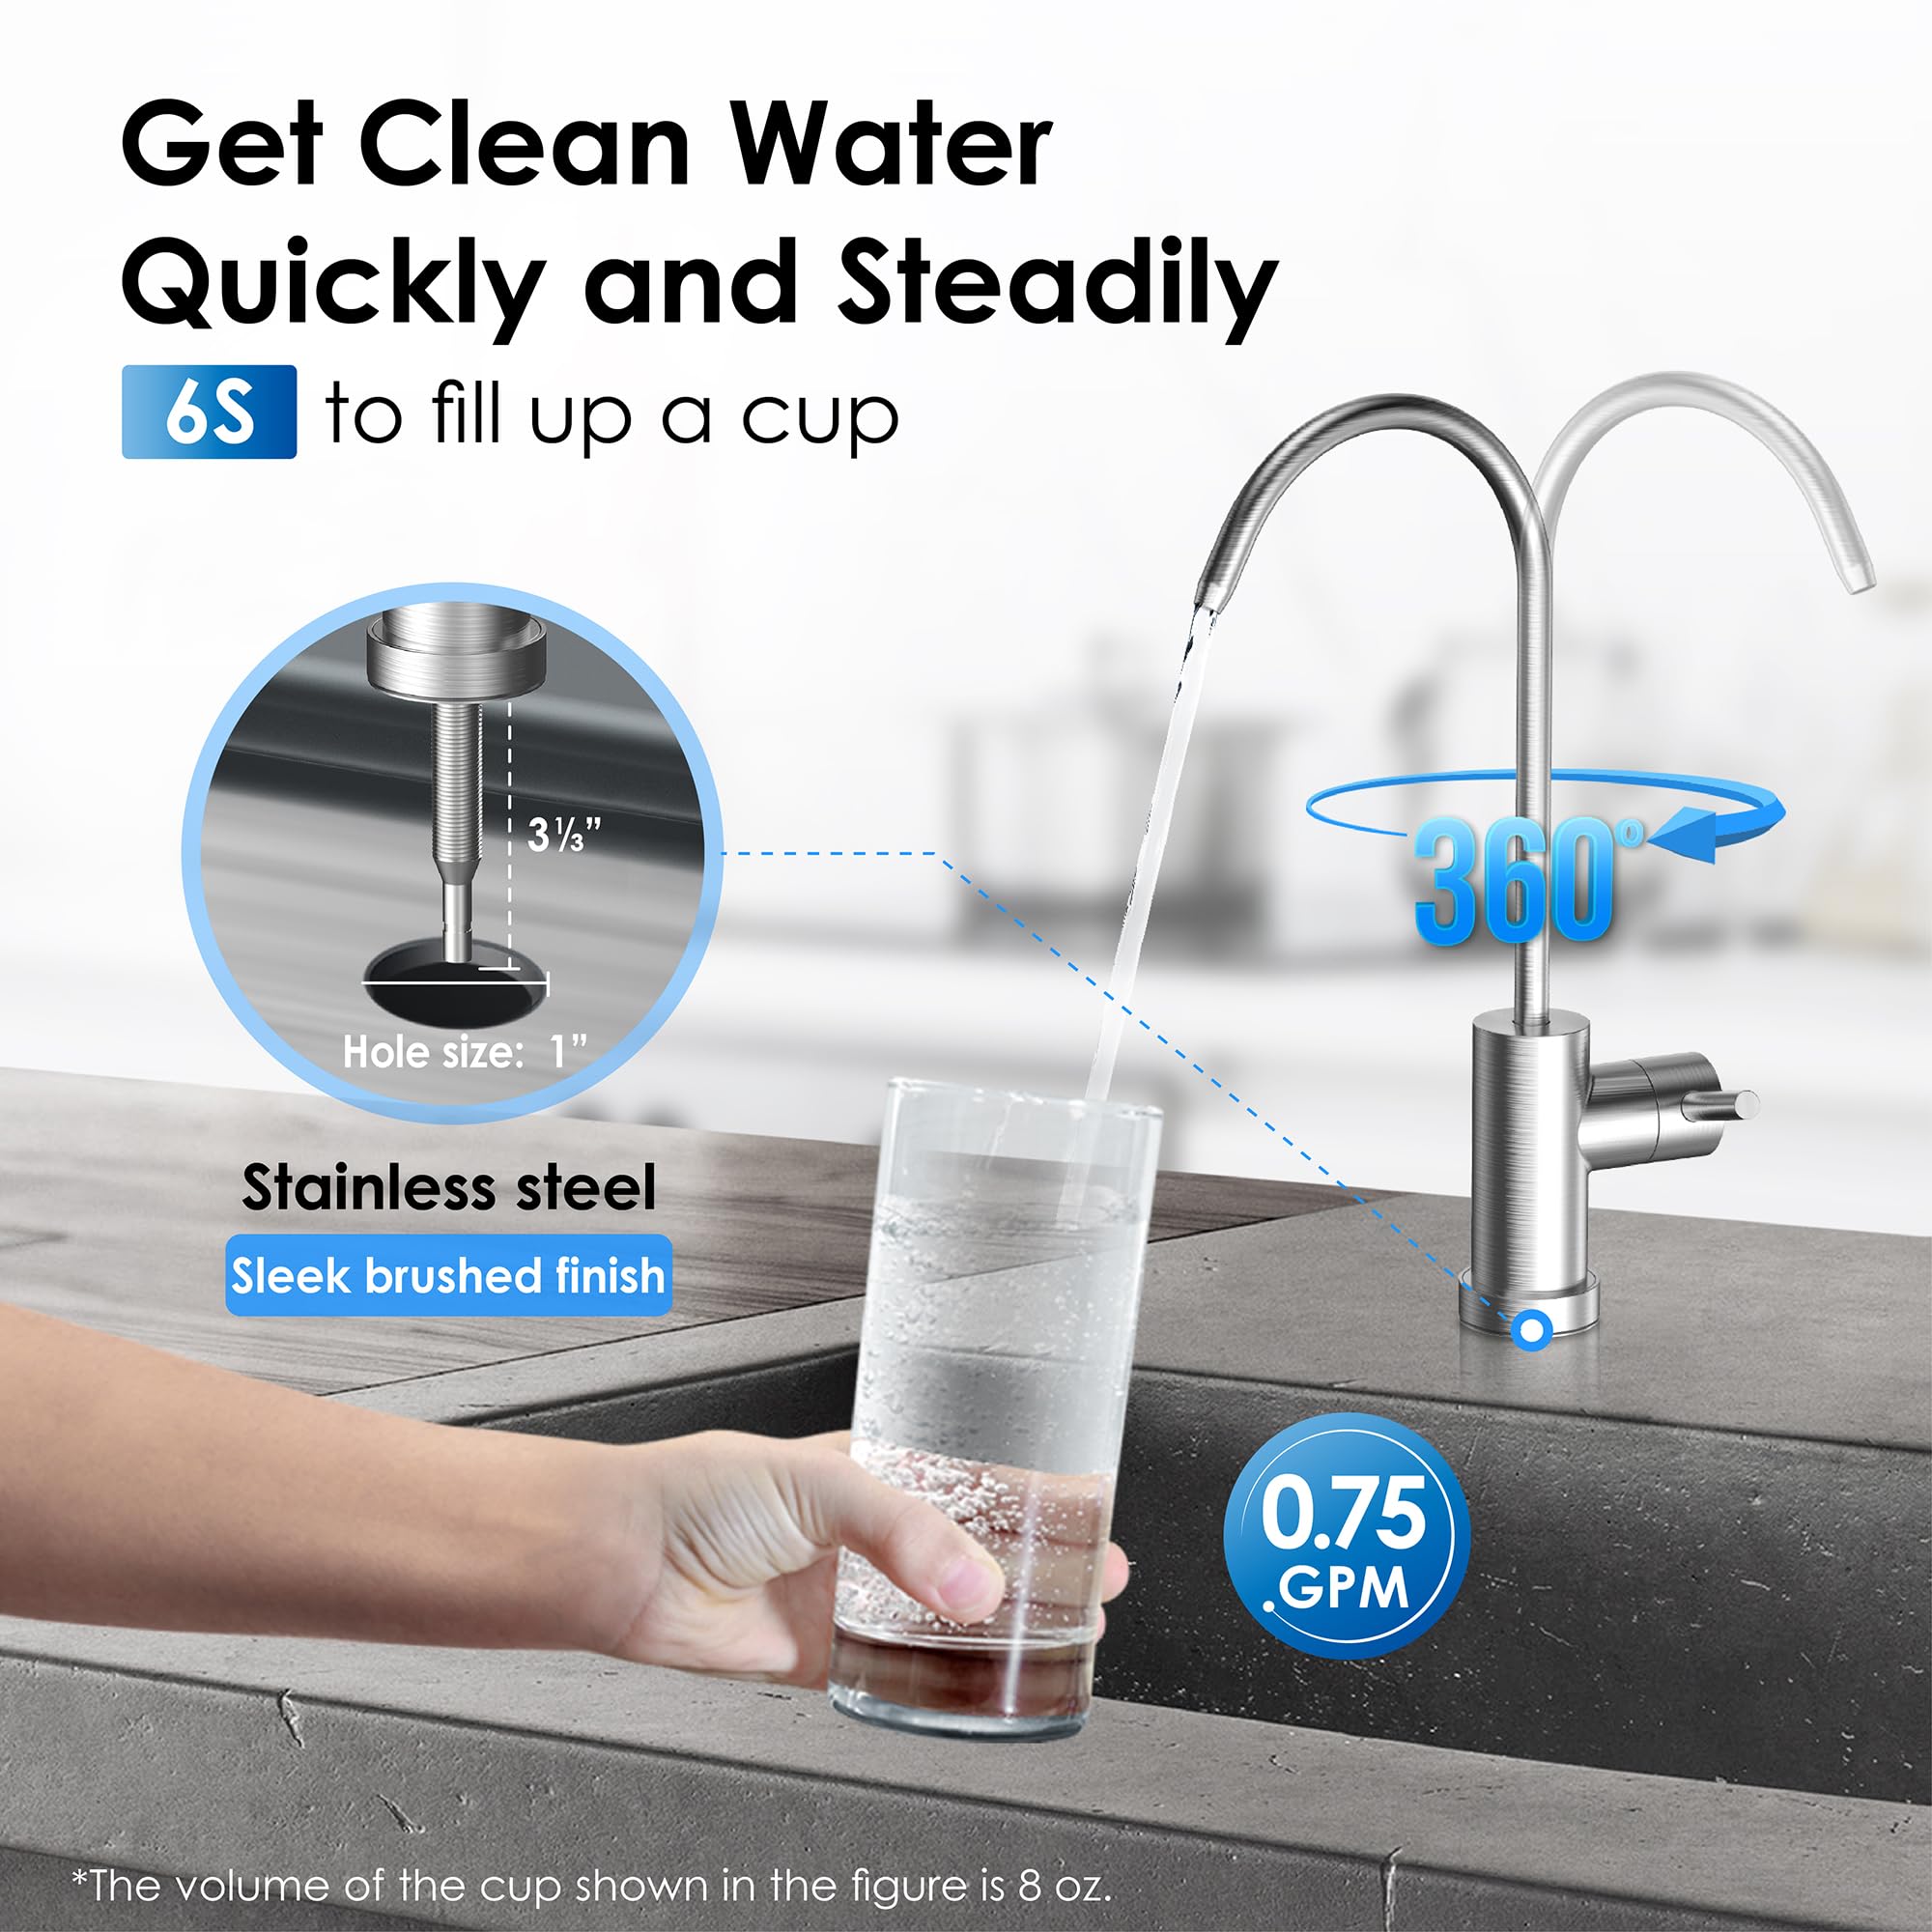 Get Clean Water
Quickly and Steadily
6S to fill up a cup
3⅓”
Hole size: 1”
360°
Stainless steel
Sleek brushed finish
0.75
.GPM
*The volume of the cup shown in the figure is 8 oz.